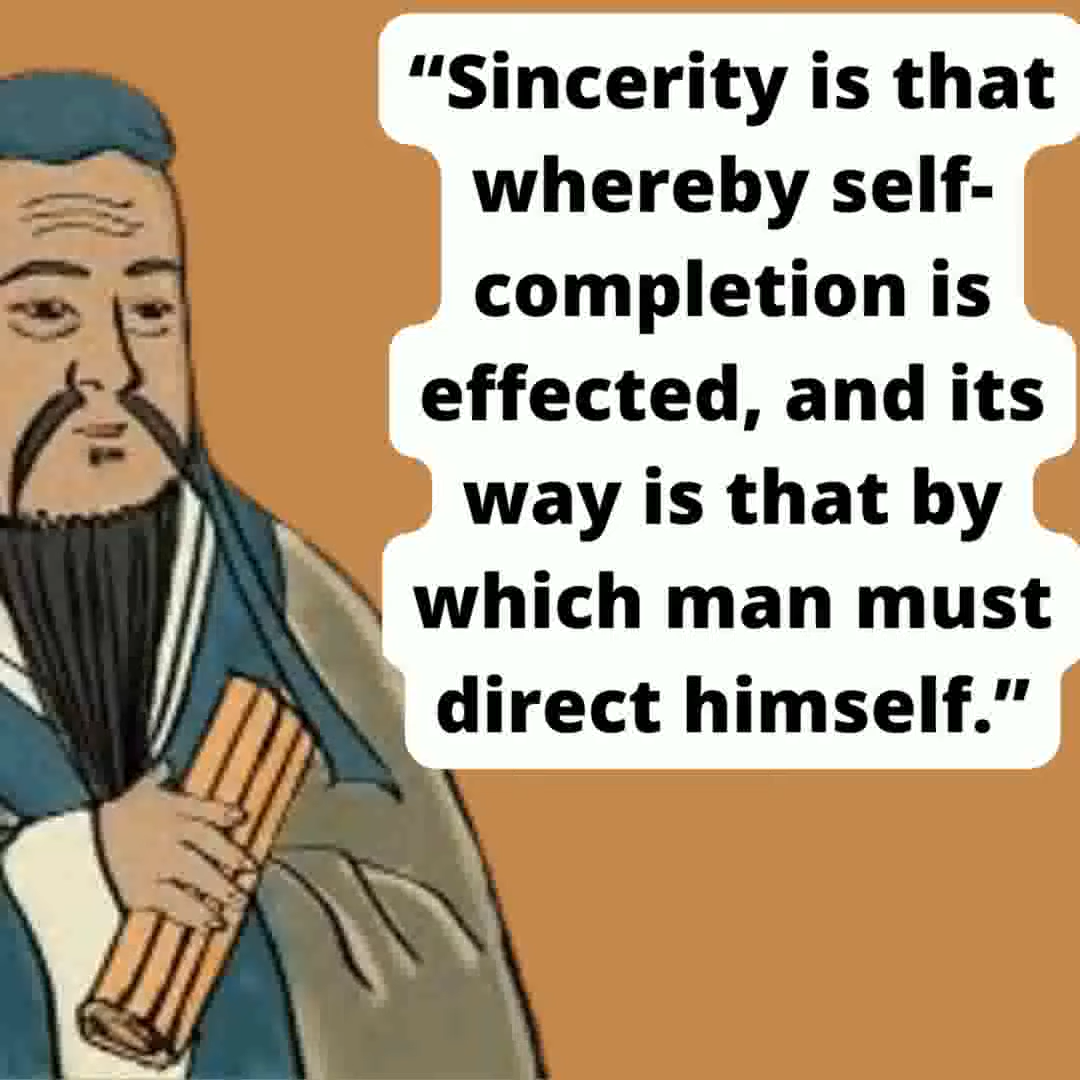 “Sincerity is that
whereby self-
completion is
effected, and its
way is that by
which man must
direct himself.”